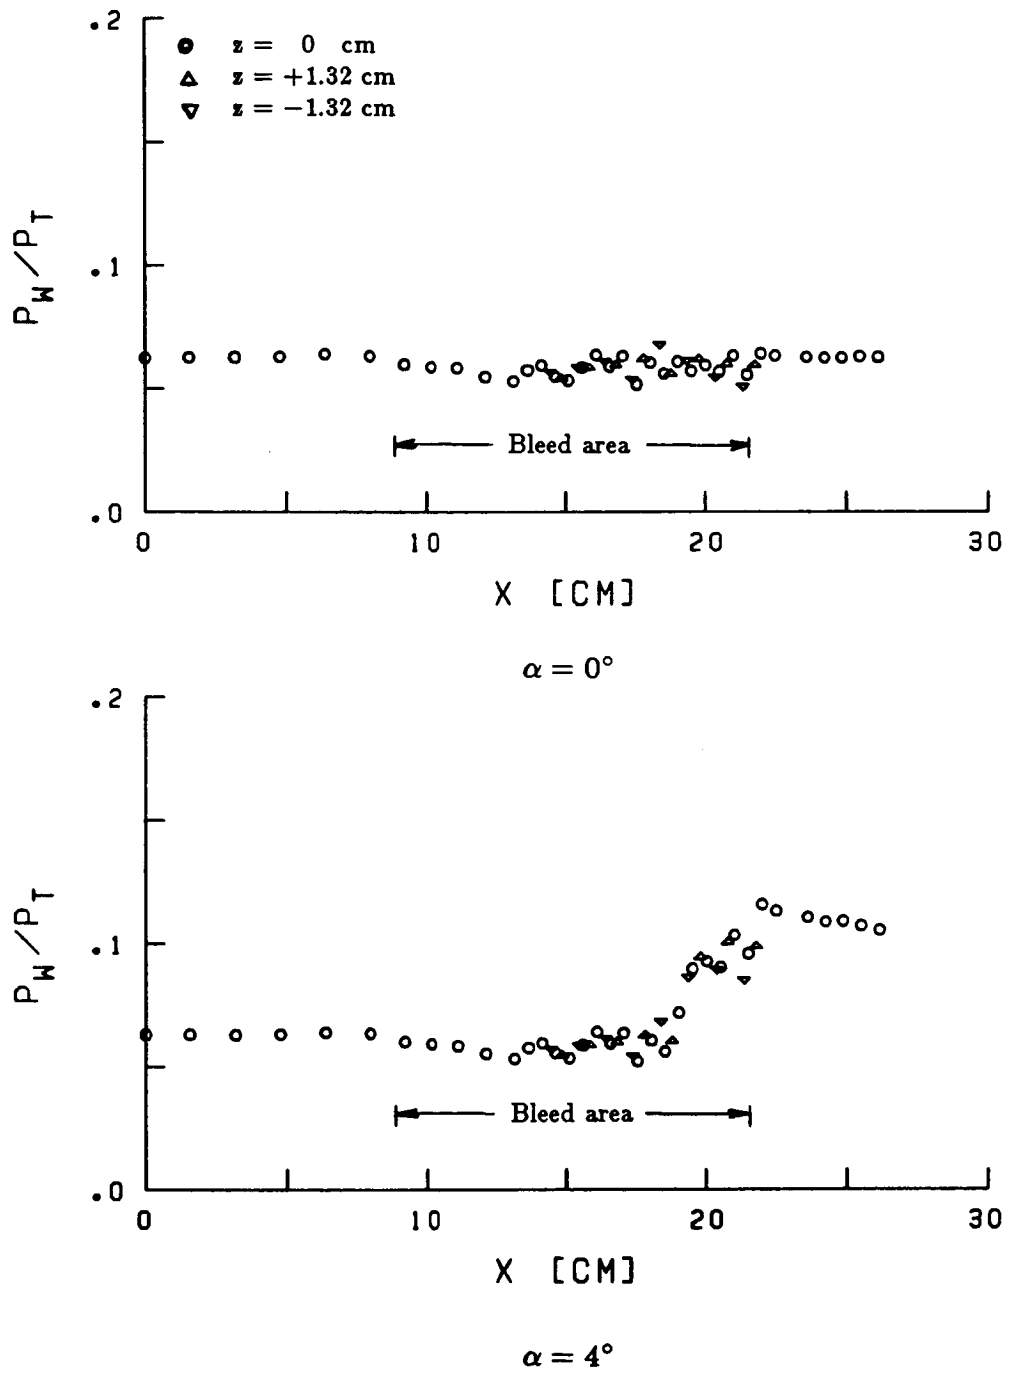 .2
z = 0 cm
z = +1.32 cm
z = −1.32 cm
P_W/P_T
.1
Bleed area
.0
0 10 20 30
X [CM]
α = 0°
.2
P_W/P_T
.1
Bleed area
.0
0 10 20 30
X [CM]
α = 4°